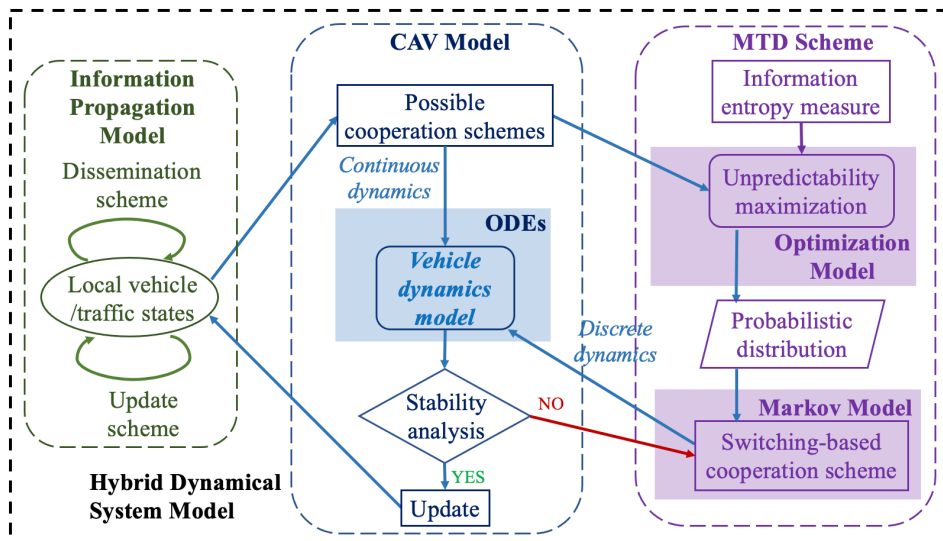 Information
Propagation
Model
Dissemination
scheme
Local vehicle
/traffic states
Update
scheme
Hybrid Dynamical
System Model
CAV Model
Possible
cooperation schemes
Continuous
dynamics
ODEs
Vehicle
dynamics
model
Discrete
dynamics
Stability
analysis
NO
YES
Update
MTD Scheme
Information
entropy measure
Unpredictability
maximization
Optimization
Model
Probabilistic
distribution
Markov Model
Switching-based
cooperation scheme